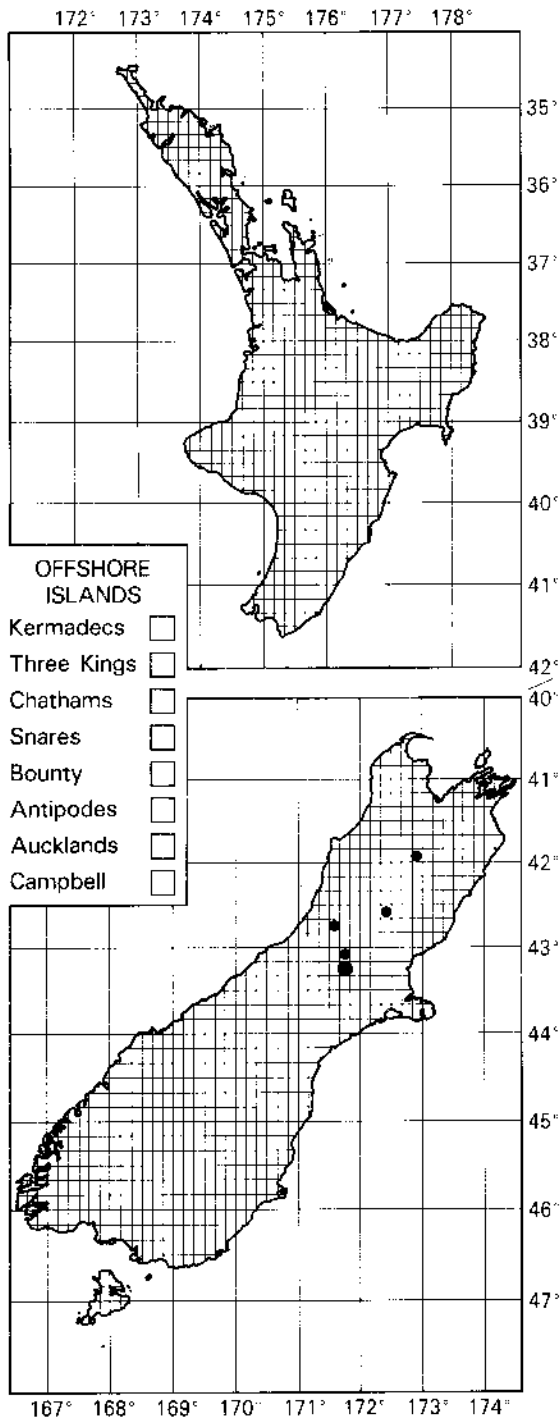 172° 173° 174° 175° 176° 177° 178°
35°
36°
37°
38°
39°
40°
41°
42°
OFFSHORE
ISLANDS
Kermadecs
Three Kings
Chathams
Snares
Bounty
Antipodes
Aucklands
Campbell
40°
41°
42°
43°
44°
45°
46°
47°
167° 168° 169° 170° 171° 172° 173° 174°